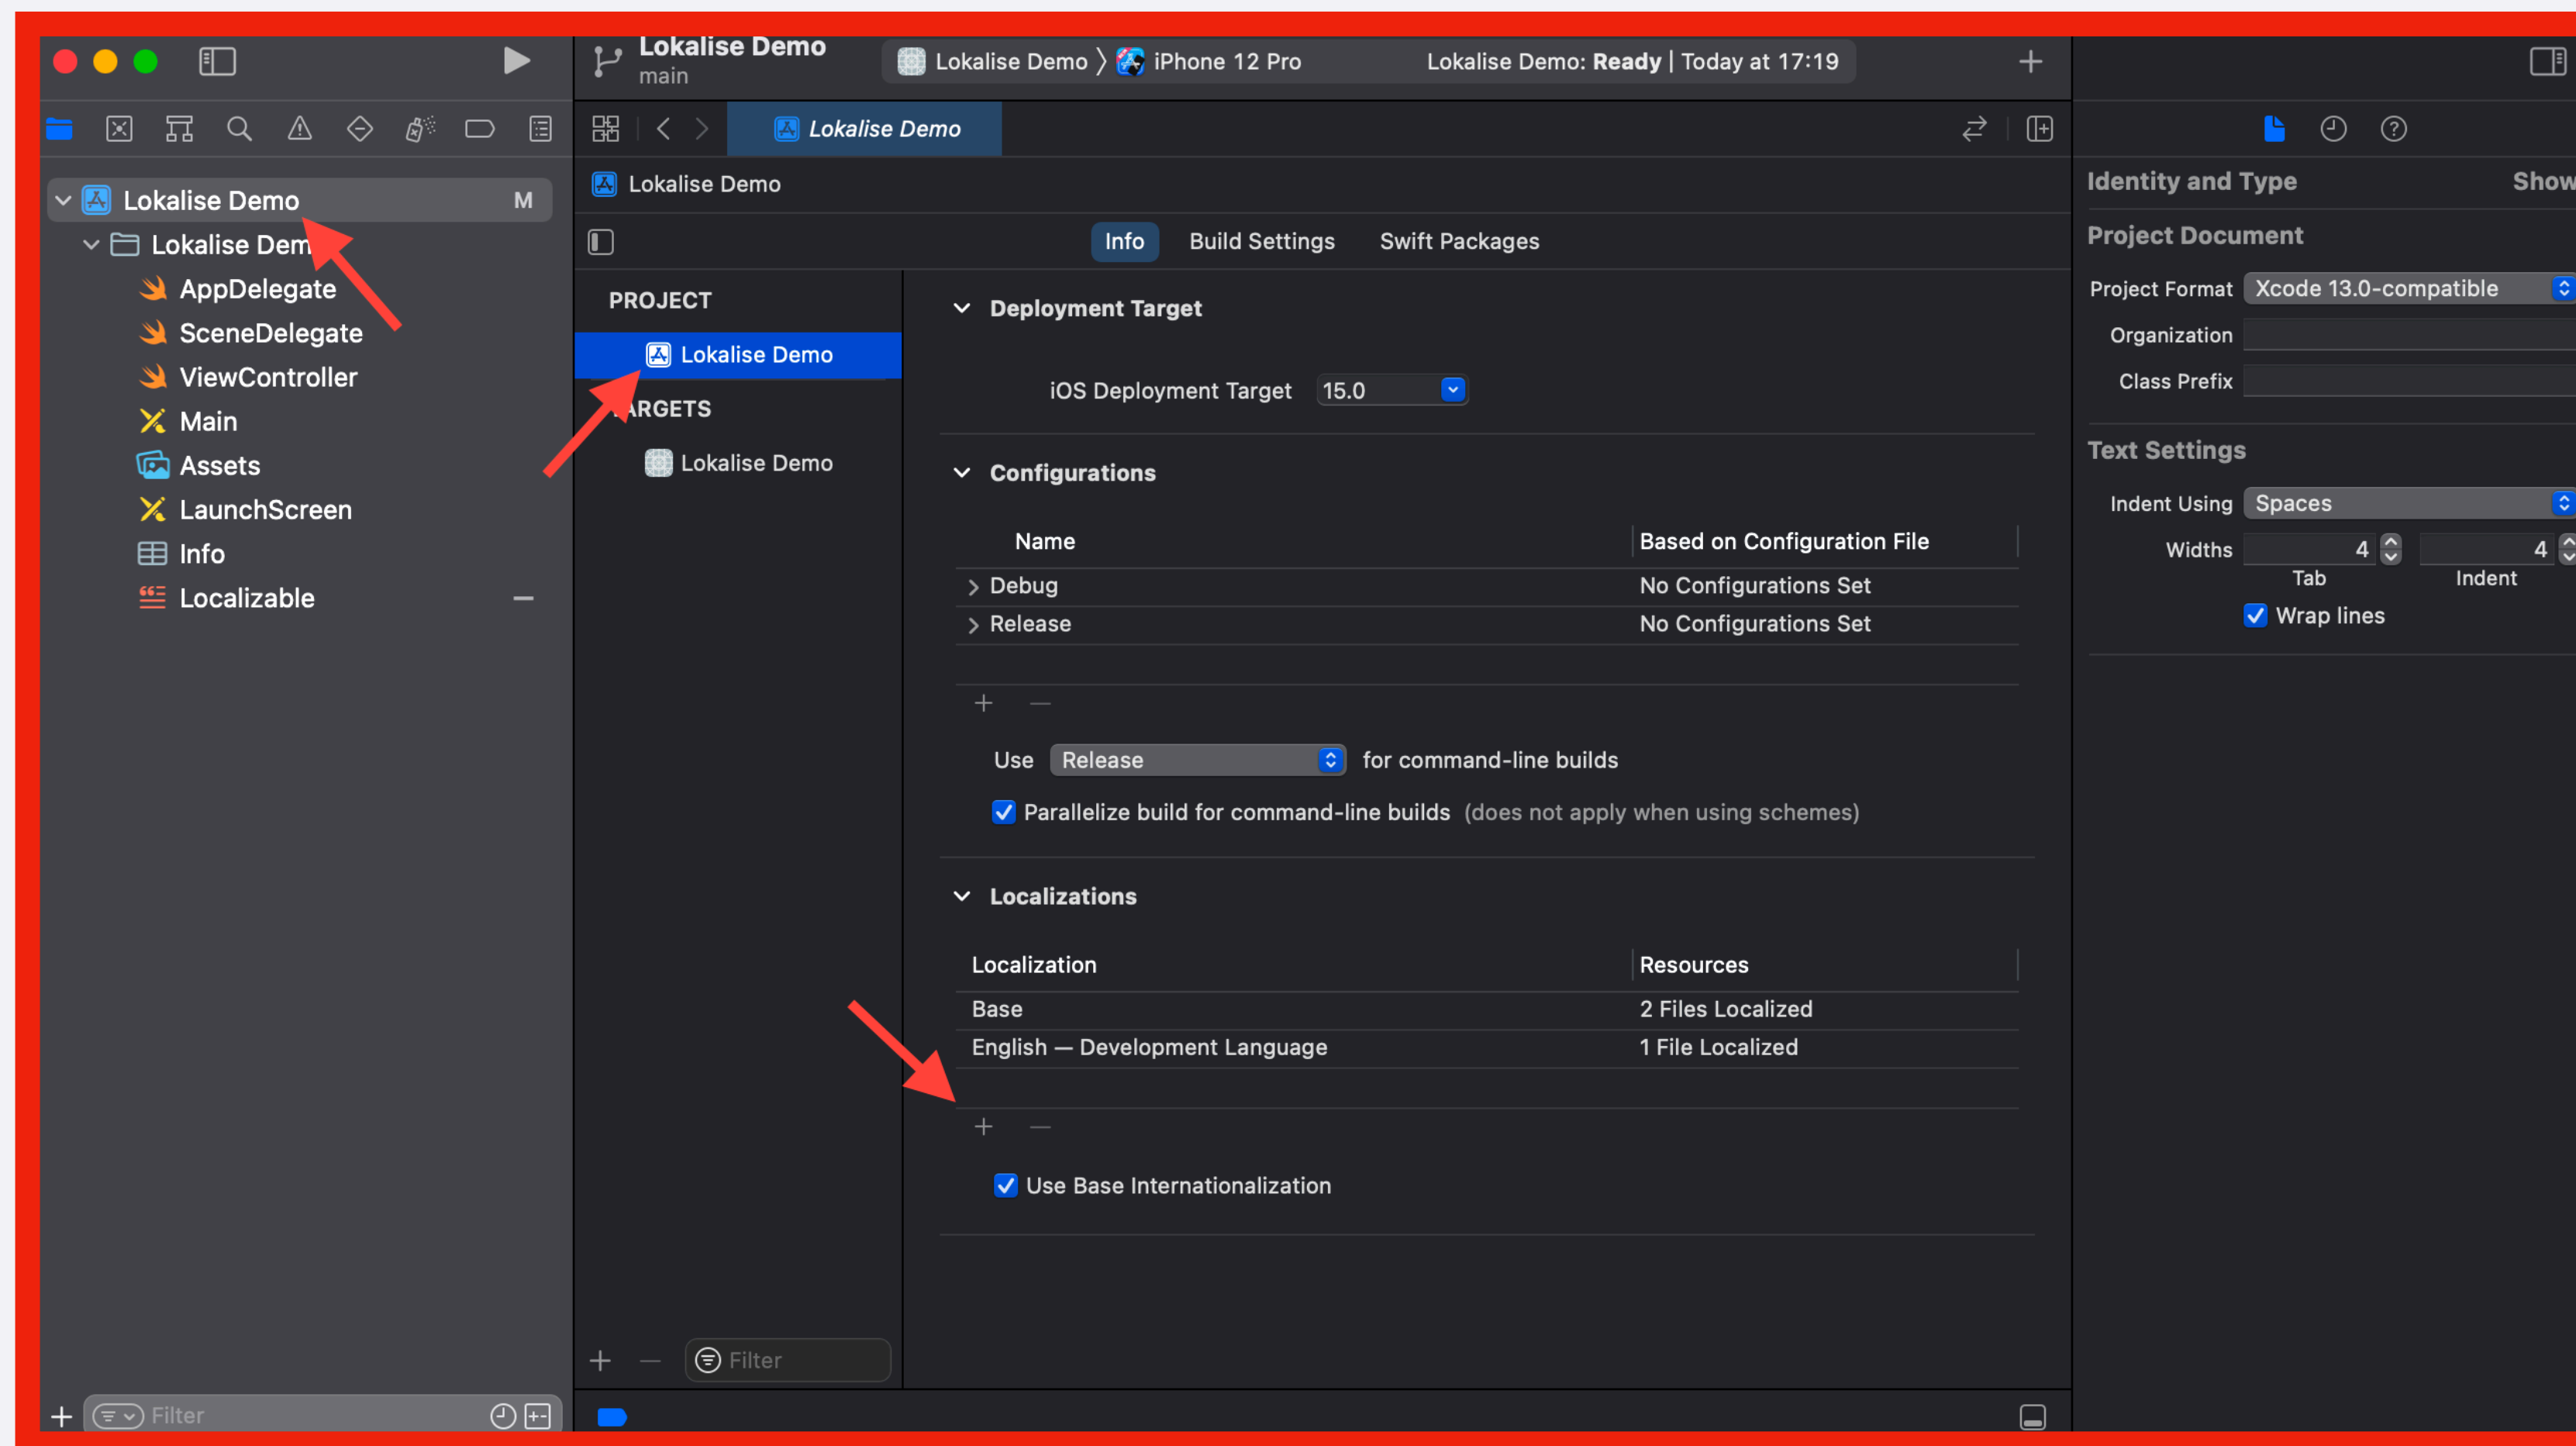 Lokalise Demo
main
Lokalise Demo
iPhone 12 Pro
Lokalise Demo: Ready | Today at 17:19
Lokalise Demo
M
Lokalise Dem
AppDelegate
SceneDelegate
ViewController
Main
Assets
LaunchScreen
Info
Localizable
Filter
Lokalise Demo
Lokalise Demo
Info
Build Settings
Swift Packages
PROJECT
Lokalise Demo
ARGETS
Lokalise Demo
Filter
Deployment Target
iOS Deployment Target 15.0
Configurations
Name Based on Configuration File
Debug No Configurations Set
Release No Configurations Set
Use Release for command-line builds
Parallelize build for command-line builds (does not apply when using schemes)
Localizations
Localization Resources
Base 2 Files Localized
English — Development Language 1 File Localized
Use Base Internationalization
Identity and Type Show
Project Document
Project Format Xcode 13.0-compatible
Organization
Class Prefix
Text Settings
Indent Using Spaces
Widths 4 4
Tab Indent
Wrap lines